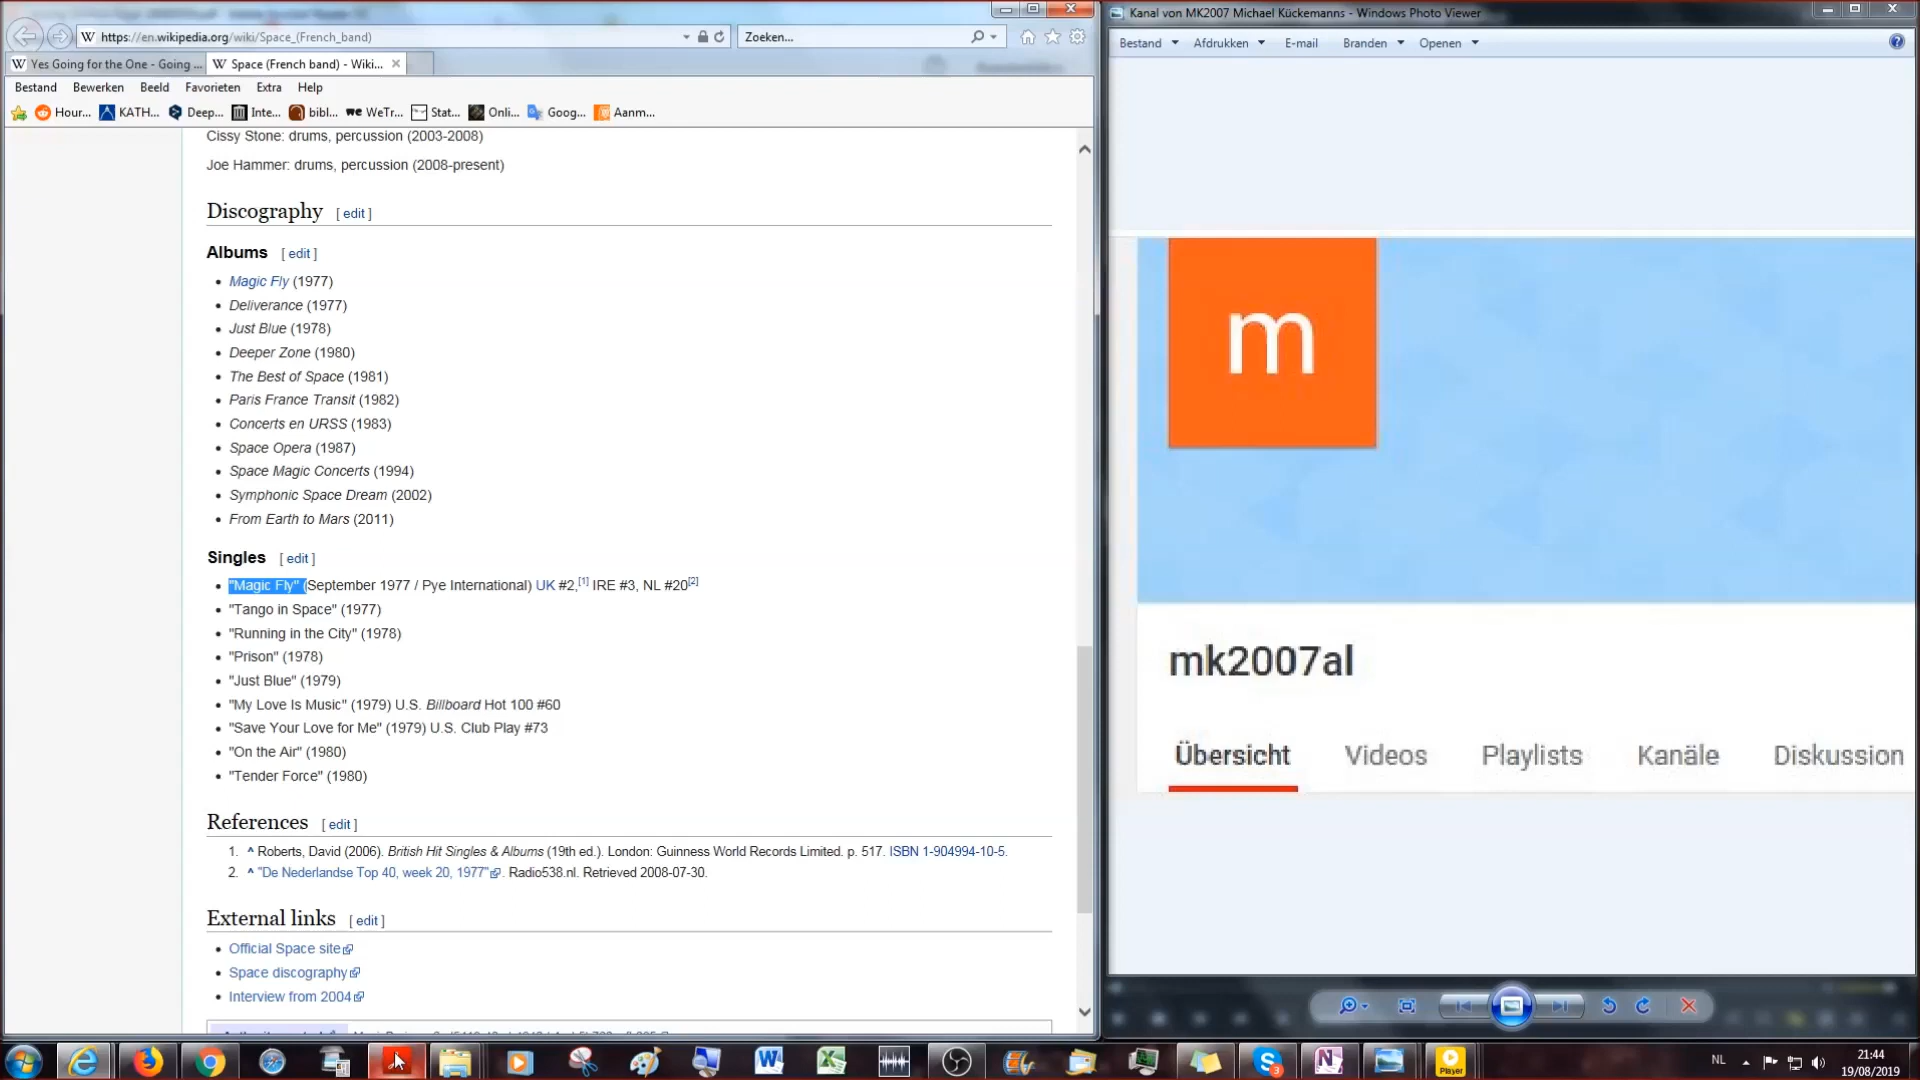 https://en.wikipedia.org/wiki/Space_(French_band)
Zoeken...
Yes Going for the One - Going ...
Space (French band) - Wiki...
Bestand Bewerken Beeld Favorieten Extra Help
Hour... KATH... Deep... Inte... bibl... WeTr... Stat... Onli... Goog... Aanm...
Cissy Stone: drums, percussion (2003-2008)
Joe Hammer: drums, percussion (2008-present)
Discography [ edit ]
Albums [ edit ]
Magic Fly (1977)
Deliverance (1977)
Just Blue (1978)
Deeper Zone (1980)
The Best of Space (1981)
Paris France Transit (1982)
Concerts en URSS (1983)
Space Opera (1987)
Space Magic Concerts (1994)
Symphonic Space Dream (2002)
From Earth to Mars (2011)
Singles [ edit ]
"Magic Fly" (September 1977 / Pye International) UK #2,[1] IRE #3, NL #20[2]
"Tango in Space" (1977)
"Running in the City" (1978)
"Prison" (1978)
"Just Blue" (1979)
"My Love Is Music" (1979) U.S. Billboard Hot 100 #60
"Save Your Love for Me" (1979) U.S. Club Play #73
"On the Air" (1980)
"Tender Force" (1980)
References [ edit ]
1. ^ Roberts, David (2006). British Hit Singles & Albums (19th ed.). London: Guinness World Records Limited. p. 517. ISBN 1-904994-10-5.
2. ^ "De Nederlandse Top 40, week 20, 1977". Radio538.nl. Retrieved 2008-07-30.
External links [ edit ]
Official Space site
Space discography
Interview from 2004
Kanal von MK2007 Michael Kückemanns - Windows Photo Viewer
Bestand Afdrukken E-mail Branden Openen
m
mk2007al
Übersicht Videos Playlists Kanäle Diskussion
Player
NL
21:44
19/08/2019